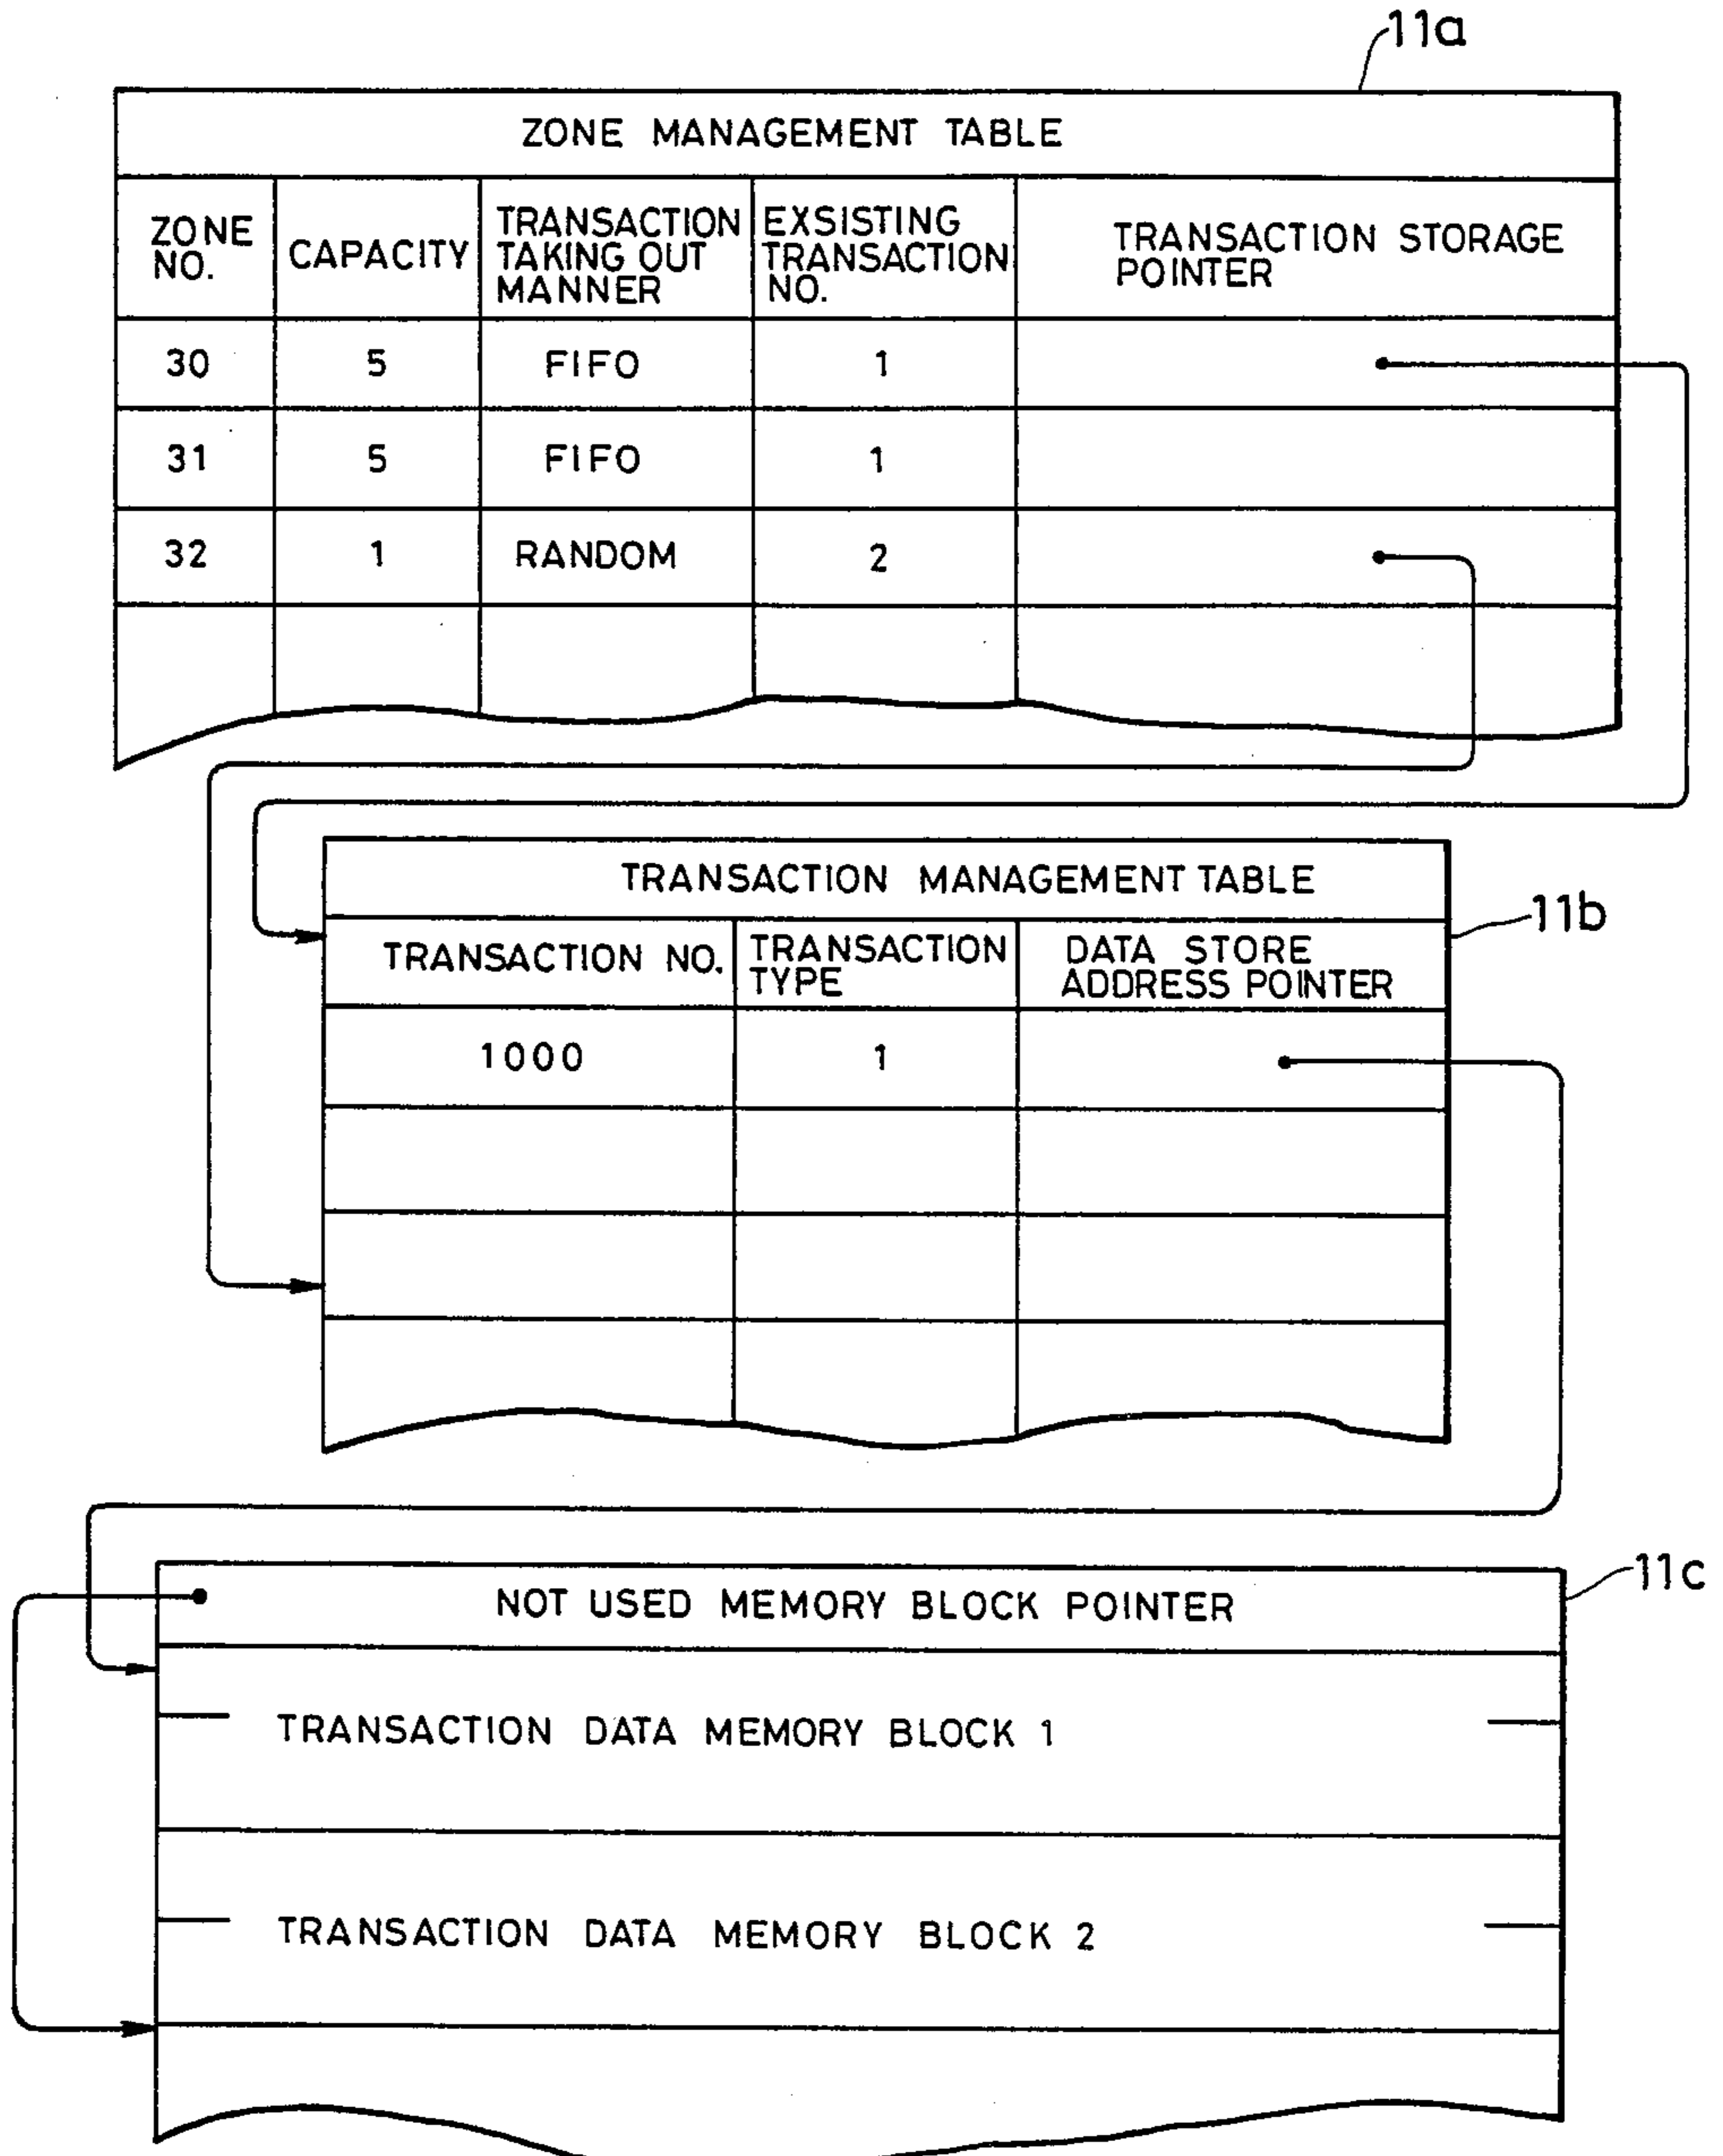 11a
ZONE MANAGEMENT TABLE
ZONE NO.
CAPACITY
TRANSACTION TAKING OUT MANNER
EXSISTING TRANSACTION NO.
TRANSACTION STORAGE POINTER
30 5 FIFO 1
31 5 FIFO 1
32 1 RANDOM 2
TRANSACTION MANAGEMENT TABLE
11b
TRANSACTION NO.
TRANSACTION TYPE
DATA STORE ADDRESS POINTER
1000 1
11c
NOT USED MEMORY BLOCK POINTER
TRANSACTION DATA MEMORY BLOCK 1
TRANSACTION DATA MEMORY BLOCK 2